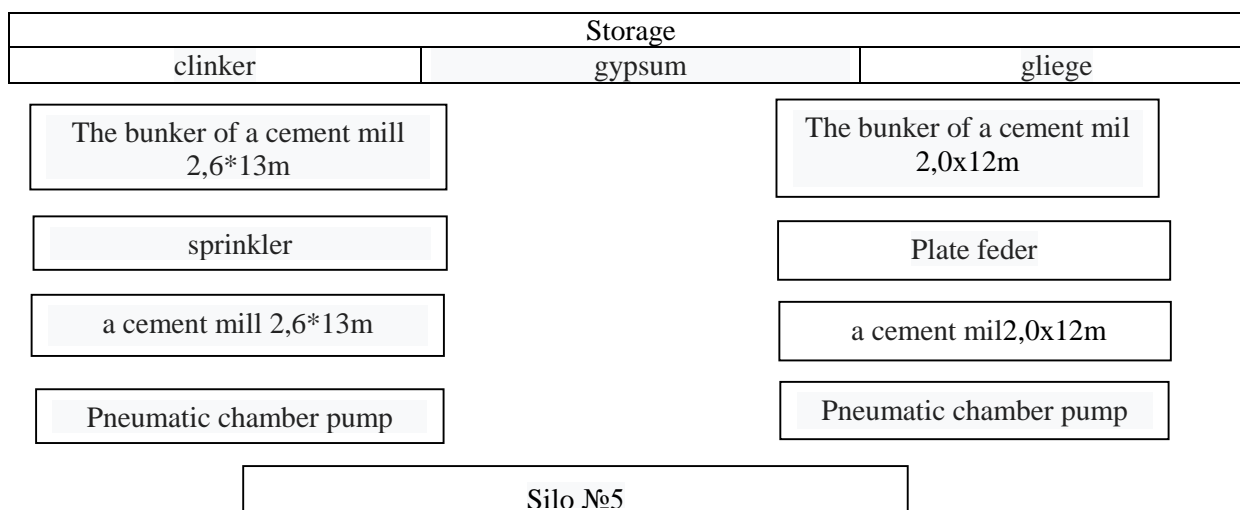 Storage
clinker gypsum gliege
The bunker of a cement mill
2,6*13m
The bunker of a cement mil
2,0x12m
sprinkler
Plate feder
a cement mill 2,6*13m
a cement mil2,0x12m
Pneumatic chamber pump
Pneumatic chamber pump
Silo №5